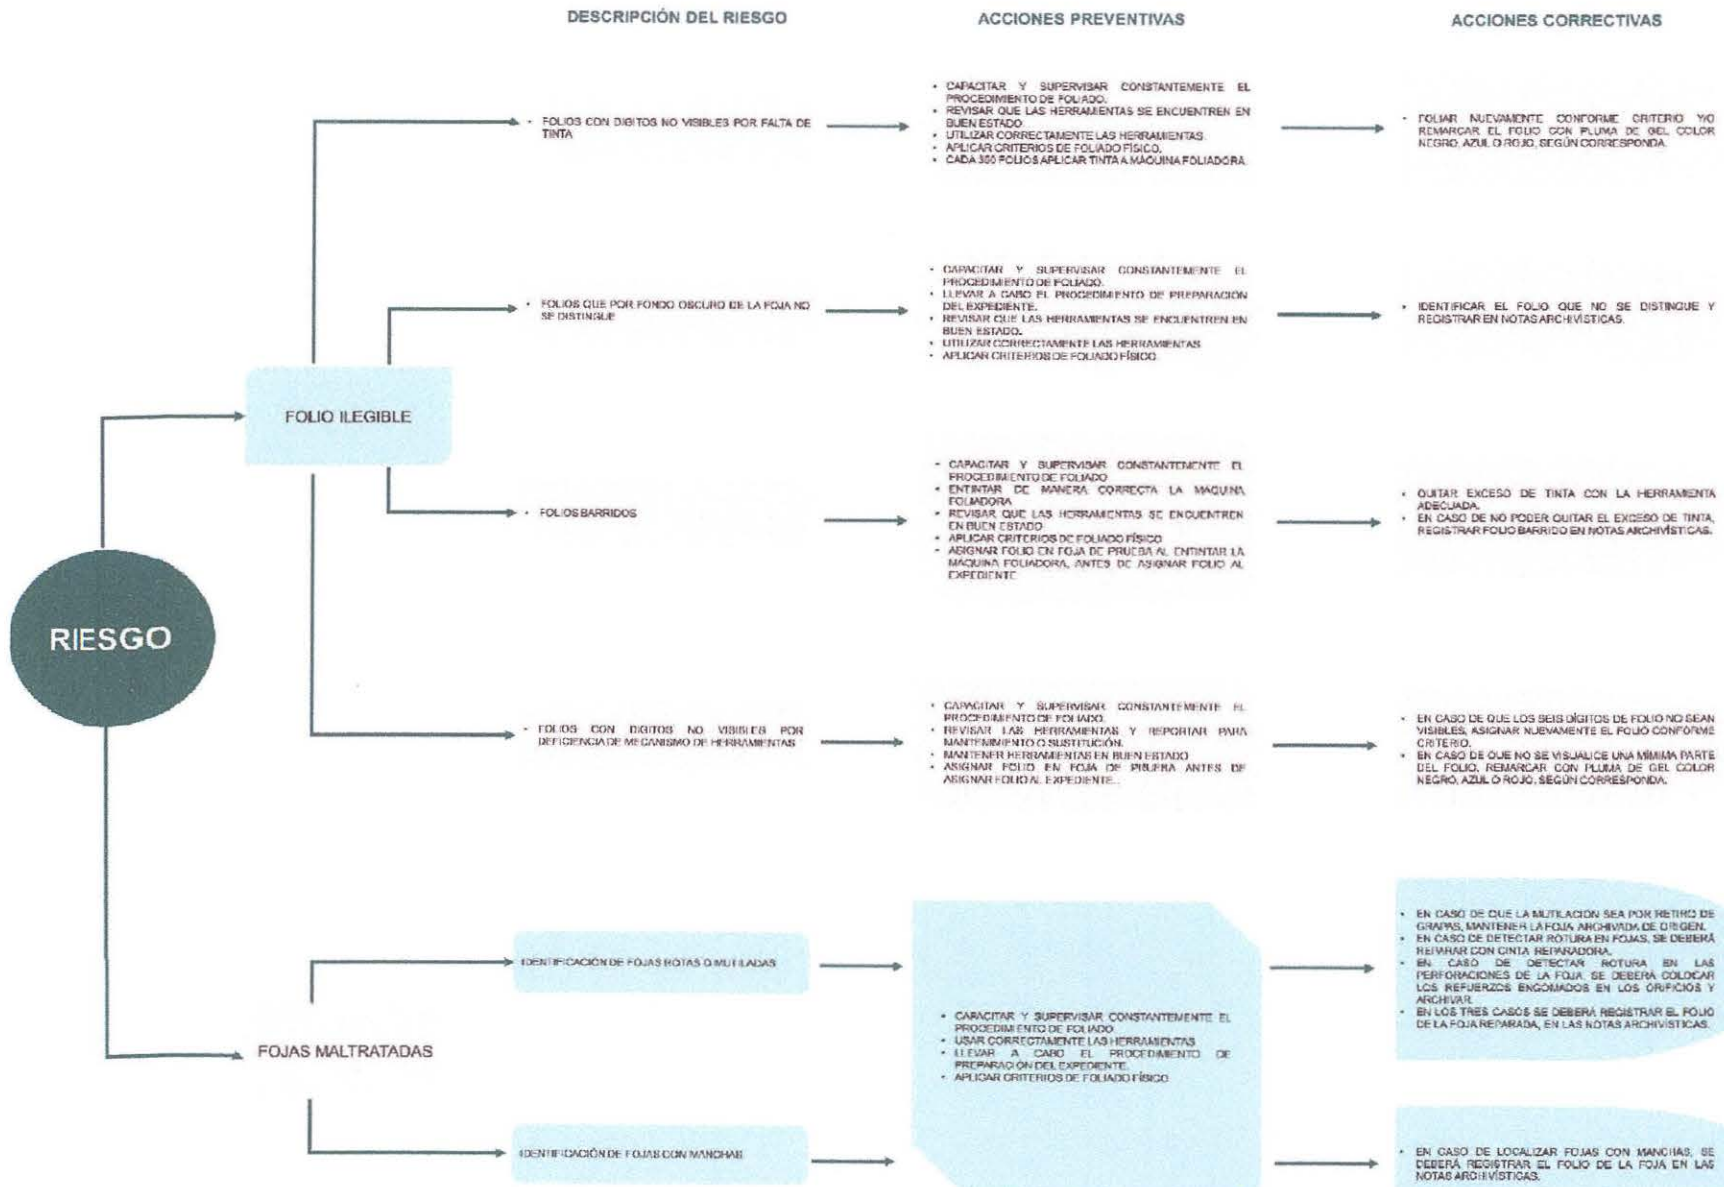 DESCRIPCIÓN DEL RIESGO
ACCIONES PREVENTIVAS
ACCIONES CORRECTIVAS
RIESGO
FOLIO ILEGIBLE
• FOLIOS CON DIGITOS NO VISIBLES POR FALTA DE
TINTA
• CAPACITAR Y SUPERVISAR CONSTANTEMENTE EL
PROCEDIMIENTO DE FOLIADO.
• REVISAR QUE LAS HERRAMIENTAS SE ENCUENTREN EN
BUEN ESTADO
• UTILIZAR CORRECTAMENTE LAS HERRAMIENTAS.
• APLICAR CRITERIOS DE FOLIADO FÍSICO.
• CADA 350 FOLIOS APLICAR TINTA A MAQUINA FOLIADORA.
• FOLIAR NUEVAMENTE CONFORME CRITERIO Y/O
REMARCAR EL FOLIO CON PLUMA DE GEL COLOR
NEGRO, AZUL O ROJO, SEGÚN CORRESPONDA.
• FOLIOS QUE POR FONDO OSCURO DE LA FOJA NO
SE DISTINGUE
• CAPACITAR Y SUPERVISAR CONSTANTEMENTE EL
PROCEDIMIENTO DE FOLIADO.
• LLEVAR A CABO EL PROCEDIMIENTO DE PREPARACIÓN
DEL EXPEDIENTE.
• REVISAR QUE LAS HERRAMIENTAS SE ENCUENTREN EN
BUEN ESTADO.
• UTILIZAR CORRECTAMENTE LAS HERRAMIENTAS
• APLICAR CRITERIOS DE FOLIADO FÍSICO.
• IDENTIFICAR EL FOLIO QUE NO SE DISTINGUE Y
REGISTRAR EN NOTAS ARCHIVÍSTICAS.
• FOLIOS BARRIDOS
• CAPACITAR Y SUPERVISAR CONSTANTEMENTE EL
PROCEDIMIENTO DE FOLIADO
• ENTINTAR DE MANERA CORRECTA LA MAQUINA
FOLIADORA
• REVISAR QUE LAS HERRAMIENTAS SE ENCUENTREN
EN BUEN ESTADO
• APLICAR CRITERIOS DE FOLIADO FÍSICO
• ASIGNAR FOLIO EN FOJA DE PRUEBA AL ENTINTAR LA
MAQUINA FOLIADORA, ANTES DE ASIGNAR FOLIO AL
EXPEDIENTE
• QUITAR EXCESO DE TINTA CON LA HERRAMIENTA
ADECUADA.
• EN CASO DE NO PODER QUITAR EL EXCESO DE TINTA,
REGISTRAR FOLIO BARRIDO EN NOTAS ARCHIVÍSTICAS.
• FOLIOS CON DIGITOS NO VISIBLES POR
DEFICIENCIA DE MECANISMO DE HERRAMIENTAS
• CAPACITAR Y SUPERVISAR CONSTANTEMENTE EL
PROCEDIMIENTO DE FOLIADO.
• REVISAR LAS HERRAMIENTAS Y REPORTAR PARA
MANTENIMIENTO O SUSTITUCIÓN.
• MANTENER HERRAMIENTAS EN BUEN ESTADO
• ASIGNAR FOLIO EN FOJA DE PRUEBA ANTES DE
ASIGNAR FOLIO AL EXPEDIENTE..
• EN CASO DE QUE LOS SEIS DÍGITOS DE FOLIO NO SEAN
VISIBLES, ASIGNAR NUEVAMENTE EL FOLIO CONFORME
CRITERIO.
• EN CASO DE QUE NO SE VISUALICE UNA MÍMIMA PARTE
DEL FOLIO, REMARCAR CON PLUMA DE GEL COLOR
NEGRO, AZUL O ROJO, SEGÚN CORRESPONDA.
FOJAS MALTRATADAS
IDENTIFICACIÓN DE FOJAS ROTAS O MUTILADAS
• CAPACITAR Y SUPERVISAR CONSTANTEMENTE EL
PROCEDIMIENTO DE FOLIADO
• USAR CORRECTAMENTE LAS HERRAMIENTAS
• LLEVAR A CABO EL PROCEDIMIENTO DE
PREPARACIÓN DEL EXPEDIENTE.
• APLICAR CRITERIOS DE FOLIADO FÍSICO
• EN CASO DE QUE LA MUTILACIÓN SEA POR RETIRO DE
GRAPAS, MANTENER LA FOJA ARCHIVADA DE ORIGEN.
• EN CASO DE DETECTAR ROTURA EN FOJAS, SE DEBERÁ
REPARAR CON CINTA REPARADORA.
• EN CASO DE DETECTAR ROTURA EN LAS
PERFORACIONES DE LA FOJA, SE DEBERÁ COLOCAR
LOS REFUERZOS ENGOMADOS EN LOS ORIFICIOS Y
ARCHIVAR.
• EN LOS TRES CASOS SE DEBERÁ REGISTRAR EL FOLIO
DE LA FOJA REPARADA, EN LAS NOTAS ARCHIVÍSTICAS.
IDENTIFICACIÓN DE FOJAS CON MANCHAS
• EN CASO DE LOCALIZAR FOJAS CON MANCHAS, SE
DEBERÁ REGISTRAR EL FOLIO DE LA FOJA EN LAS
NOTAS ARCHIVÍSTICAS.